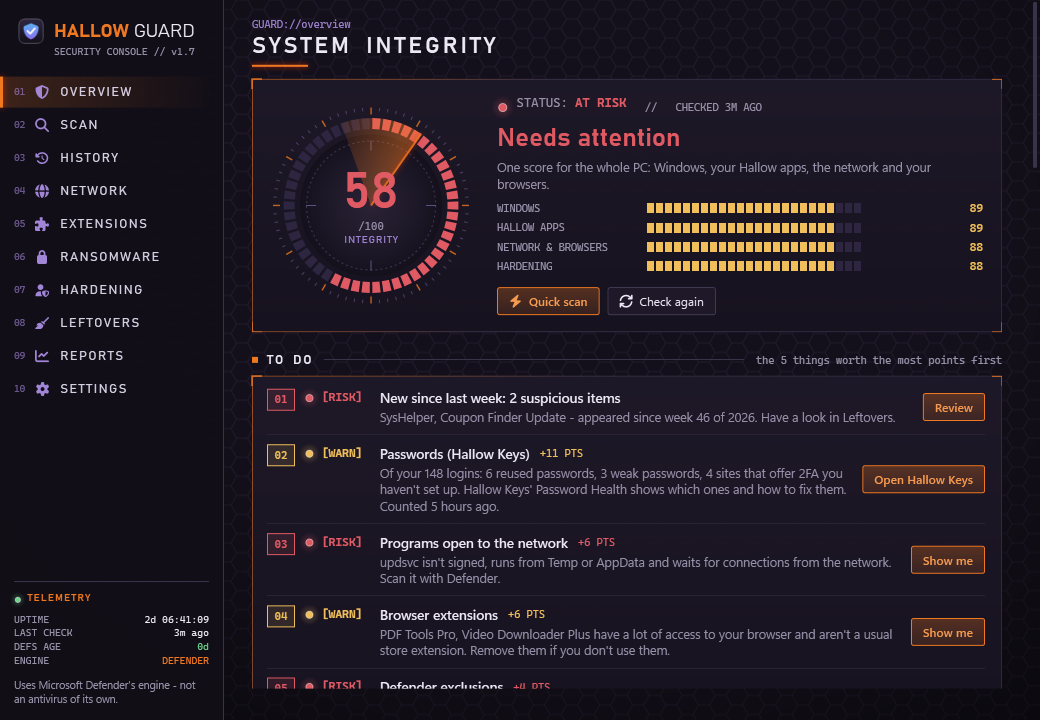 HALLOW GUARD
SECURITY CONSOLE // v1.7
01 OVERVIEW
02 SCAN
03 HISTORY
04 NETWORK
05 EXTENSIONS
06 RANSOMWARE
07 HARDENING
08 LEFTOVERS
09 REPORTS
10 SETTINGS
TELEMETRY
UPTIME 2d 06:41:09
LAST CHECK 3m ago
DEFS AGE 0d
ENGINE DEFENDER
Uses Microsoft Defender's engine - not
an antivirus of its own.
GUARD://overview
SYSTEM INTEGRITY
58
/100
INTEGRITY
STATUS: AT RISK // CHECKED 3M AGO
Needs attention
One score for the whole PC: Windows, your Hallow apps, the network and your
browsers.
WINDOWS 89
HALLOW APPS 89
NETWORK & BROWSERS 88
HARDENING 88
Quick scan Check again
TO DO the 5 things worth the most points first
01 [RISK] New since last week: 2 suspicious items
SysHelper, Coupon Finder Update - appeared since week 46 of 2026. Have a look in Leftovers.
Review
02 [WARN] Passwords (Hallow Keys) +11 PTS
Of your 148 logins: 6 reused passwords, 3 weak passwords, 4 sites that offer 2FA you
haven't set up. Hallow Keys' Password Health shows which ones and how to fix them.
Counted 5 hours ago.
Open Hallow Keys
03 [RISK] Programs open to the network +6 PTS
updsvc isn't signed, runs from Temp or AppData and waits for connections from the network.
Scan it with Defender.
Show me
04 [WARN] Browser extensions +6 PTS
PDF Tools Pro, Video Downloader Plus have a lot of access to your browser and aren't a usual
store extension. Remove them if you don't use them.
Show me
05 [RISK] Defender exclusions +4 PTS